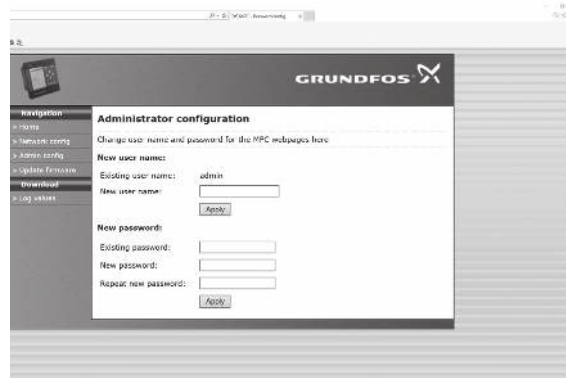 GRUNDFOS
Navigation
> Home
> Network config
> Admin config
> Update firmware
Download
> Log values
Administrator configuration
Change user name and password for the MPC webpages here
New user name:
Existing user name: admin
New user name:
Apply
New password:
Existing password:
New password:
Repeat new password:
Apply